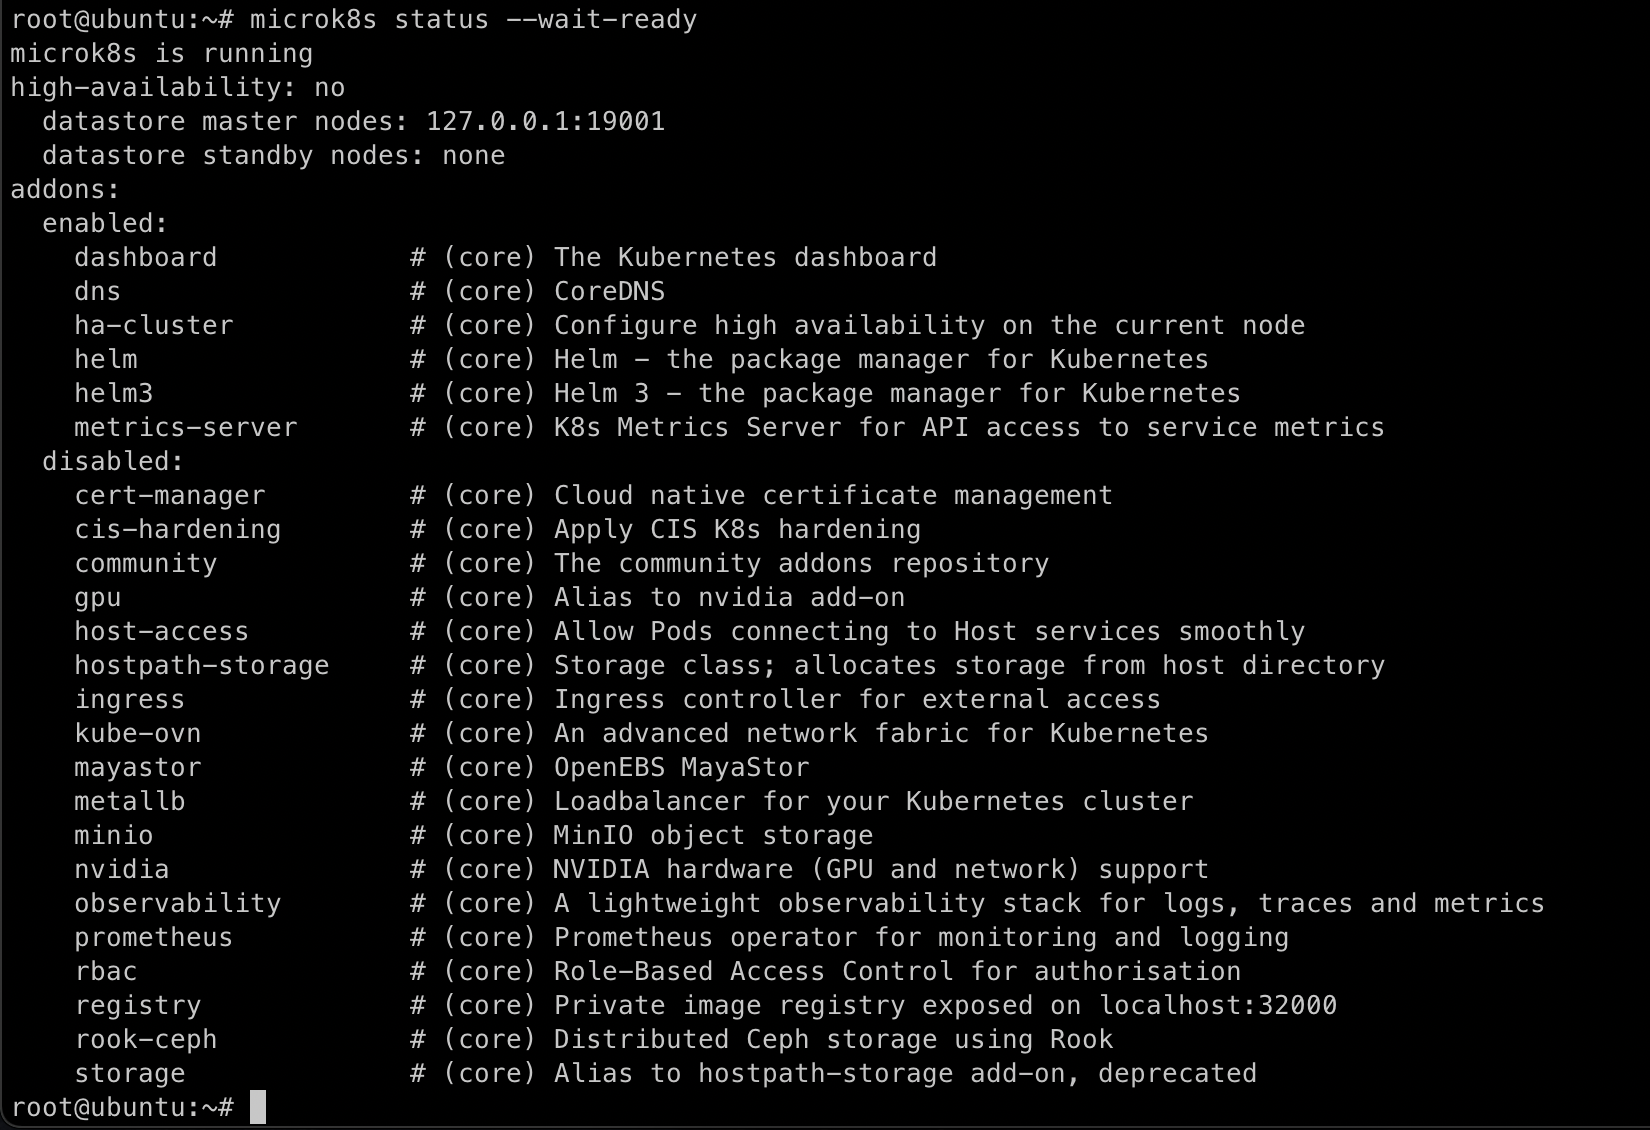 root@ubuntu:~# microk8s status --wait-ready
microk8s is running
high-availability: no
  datastore master nodes: 127.0.0.1:19001
  datastore standby nodes: none
addons:
  enabled:
    dashboard            # (core) The Kubernetes dashboard
    dns                  # (core) CoreDNS
    ha-cluster           # (core) Configure high availability on the current node
    helm                 # (core) Helm - the package manager for Kubernetes
    helm3                # (core) Helm 3 - the package manager for Kubernetes
    metrics-server       # (core) K8s Metrics Server for API access to service metrics
  disabled:
    cert-manager         # (core) Cloud native certificate management
    cis-hardening        # (core) Apply CIS K8s hardening
    community            # (core) The community addons repository
    gpu                  # (core) Alias to nvidia add-on
    host-access          # (core) Allow Pods connecting to Host services smoothly
    hostpath-storage     # (core) Storage class; allocates storage from host directory
    ingress              # (core) Ingress controller for external access
    kube-ovn             # (core) An advanced network fabric for Kubernetes
    mayastor             # (core) OpenEBS MayaStor
    metallb              # (core) Loadbalancer for your Kubernetes cluster
    minio                # (core) MinIO object storage
    nvidia               # (core) NVIDIA hardware (GPU and network) support
    observability        # (core) A lightweight observability stack for logs, traces and metrics
    prometheus           # (core) Prometheus operator for monitoring and logging
    rbac                 # (core) Role-Based Access Control for authorisation
    registry             # (core) Private image registry exposed on localhost:32000
    rook-ceph            # (core) Distributed Ceph storage using Rook
    storage              # (core) Alias to hostpath-storage add-on, deprecated
root@ubuntu:~#